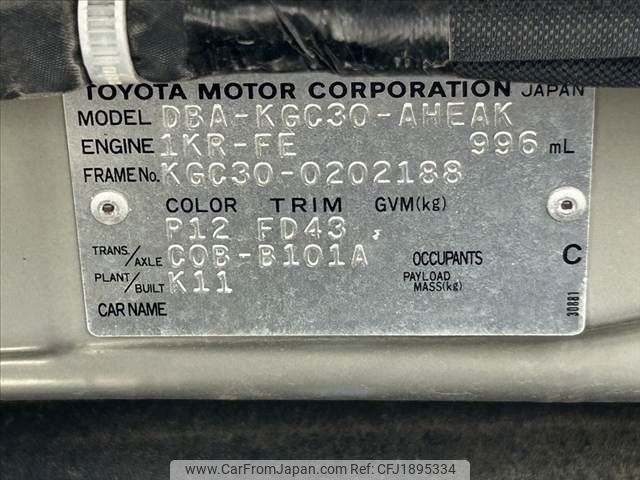 TOYOTA MOTOR CORPORATION JAPAN
MODEL DBA-KGC30-AHEAK
ENGINE 1KR-FE 996 mL
FRAME No. KGC30-0202188
COLOR TRIM GVM(kg)
P12 FD43
TRANS./AXLE C0B-B101A OCCUPANTS C
PLANT/BUILT K11 PAYLOAD MASS(kg)
CAR NAME
30881
www.CarFromJapan.com | Ref. No: CFJ1895334